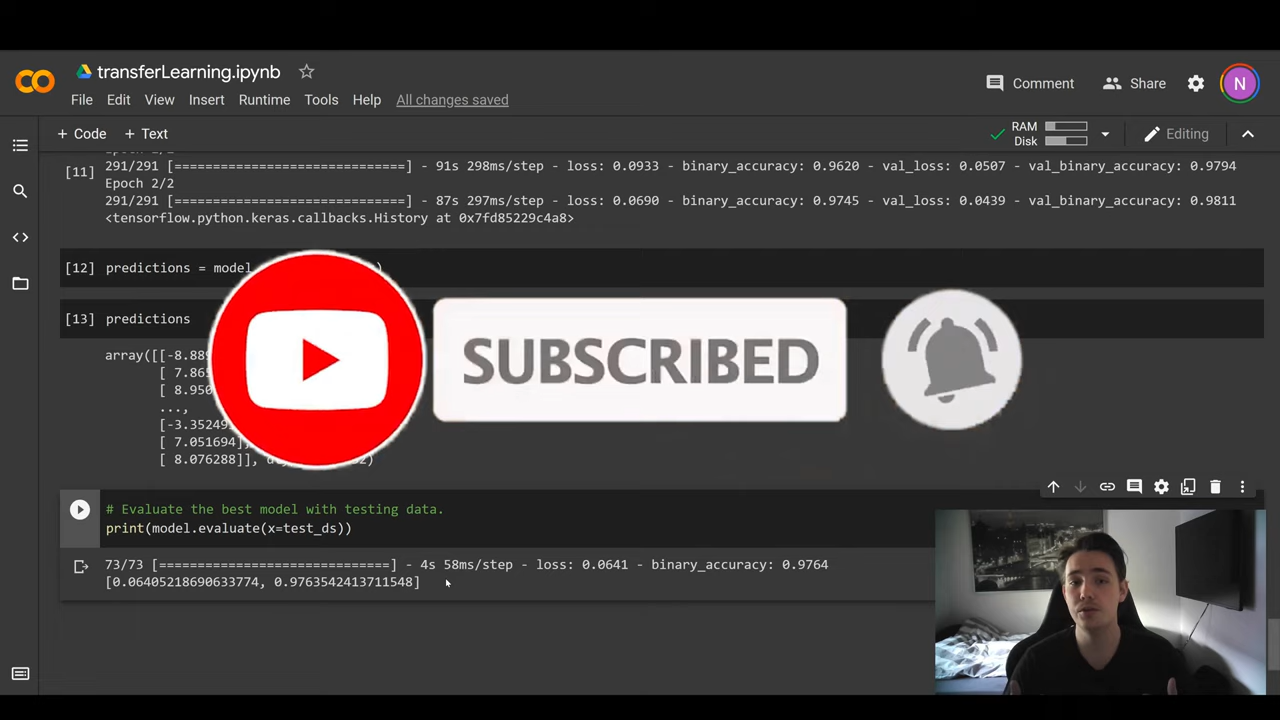 transferLearning.ipynb
File Edit View Insert Runtime Tools Help All changes saved
Comment Share N
+ Code + Text
RAM
Disk
Editing
[11]
291/291 [==============================] - 91s 298ms/step - loss: 0.0933 - binary_accuracy: 0.9620 - val_loss: 0.0507 - val_binary_accuracy: 0.9794
Epoch 2/2
291/291 [==============================] - 87s 297ms/step - loss: 0.0690 - binary_accuracy: 0.9745 - val_loss: 0.0439 - val_binary_accuracy: 0.9811
<tensorflow.python.keras.callbacks.History at 0x7fd85229c4a8>
[12] predictions = model
[13] predictions
array([[-8.889
[ 7.865
[ 8.950
...,
[-3.35249
[ 7.051694],
[ 8.076288]],
SUBSCRIBED
# Evaluate the best model with testing data.
print(model.evaluate(x=test_ds))
73/73 [==============================] - 4s 58ms/step - loss: 0.0641 - binary_accuracy: 0.9764
[0.06405218690633774, 0.9763542413711548]